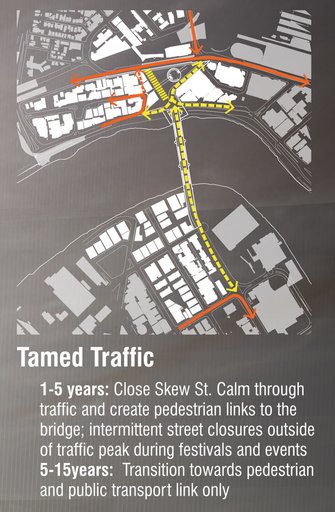 Tamed Traffic
1-5 years: Close Skew St. Calm through
traffic and create pedestrian links to the
bridge; intermittent street closures outside
of traffic peak during festivals and events
5-15years: Transition towards pedestrian
and public transport link only